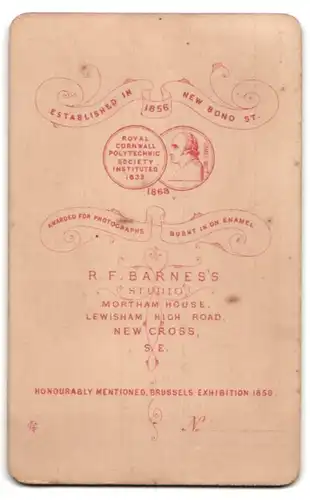 ESTABLISHED IN 1856 NEW BOND ST.
ROYAL
CORNWALL
POLYTECHNIC
SOCIETY
INSTITUTED
1833
1868
AWARDED FOR PHOTOGRAPHS BURNT IN ON ENAMEL
R. F. BARNES'S
STUDIO
MORTHAM HOUSE.
LEWISHAM HIGH ROAD.
NEW CROSS,
S.E.
HONOURABLY MENTIONED, BRUSSELS EXHIBITION 1850.
No